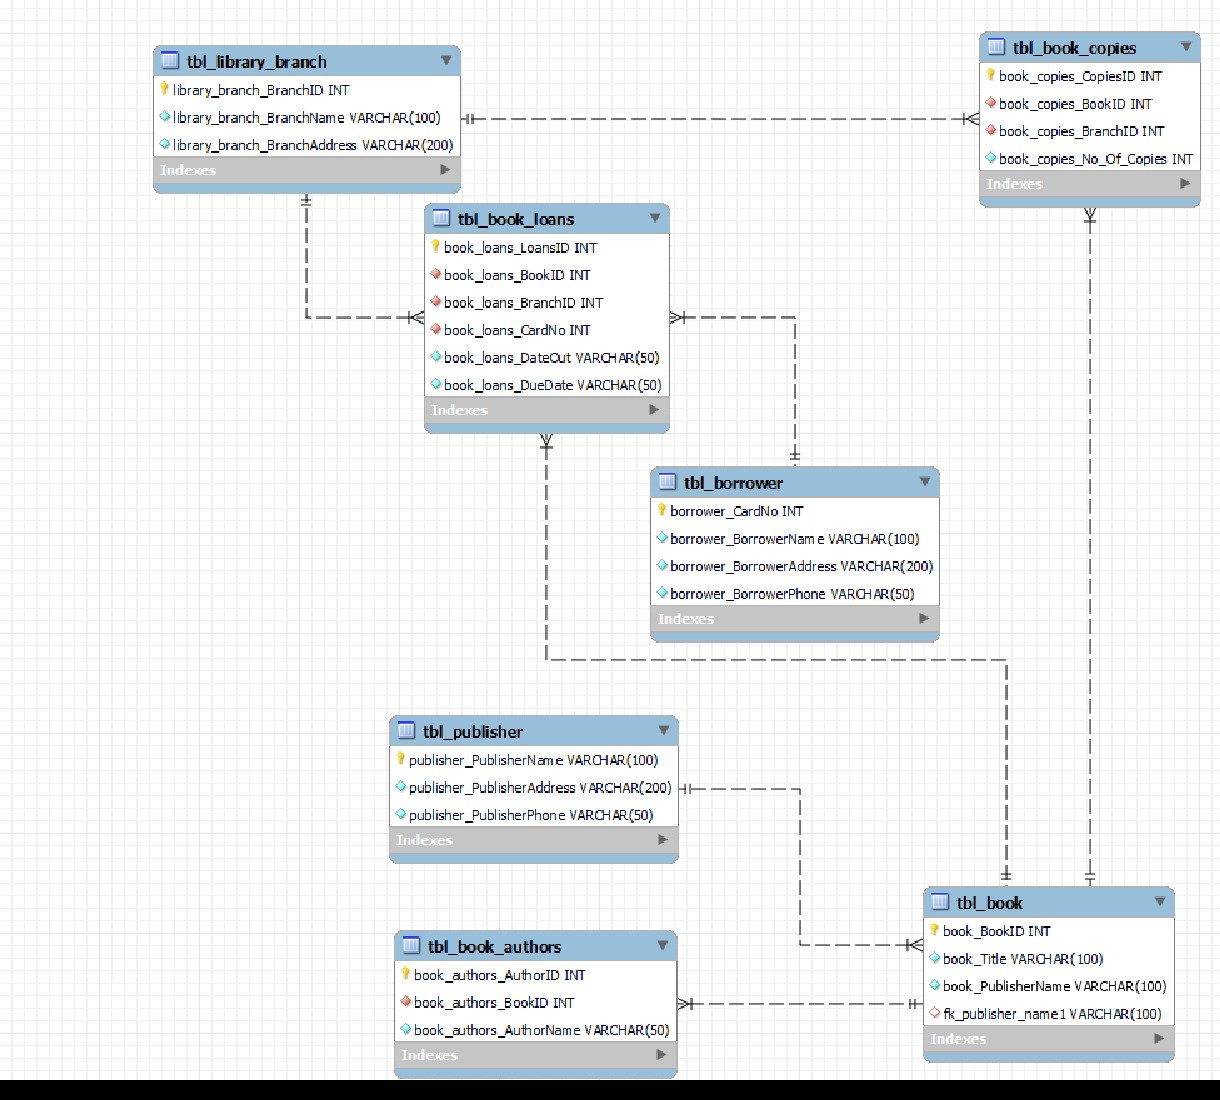 tbl_library_branch
library_branch_BranchID INT
library_branch_BranchName VARCHAR(100)
library_branch_BranchAddress VARCHAR(200)
Indexes
tbl_book_copies
book_copies_CopiesID INT
book_copies_BookID INT
book_copies_BranchID INT
book_copies_No_Of_Copies INT
Indexes
tbl_book_loans
book_loans_LoansID INT
book_loans_BookID INT
book_loans_BranchID INT
book_loans_CardNo INT
book_loans_DateOut VARCHAR(50)
book_loans_DueDate VARCHAR(50)
Indexes
tbl_borrower
borrower_CardNo INT
borrower_BorrowerName VARCHAR(100)
borrower_BorrowerAddress VARCHAR(200)
borrower_BorrowerPhone VARCHAR(50)
Indexes
tbl_publisher
publisher_PublisherName VARCHAR(100)
publisher_PublisherAddress VARCHAR(200)
publisher_PublisherPhone VARCHAR(50)
Indexes
tbl_book
book_BookID INT
book_Title VARCHAR(100)
book_PublisherName VARCHAR(100)
fk_publisher_name1 VARCHAR(100)
Indexes
tbl_book_authors
book_authors_AuthorID INT
book_authors_BookID INT
book_authors_AuthorName VARCHAR(50)
Indexes